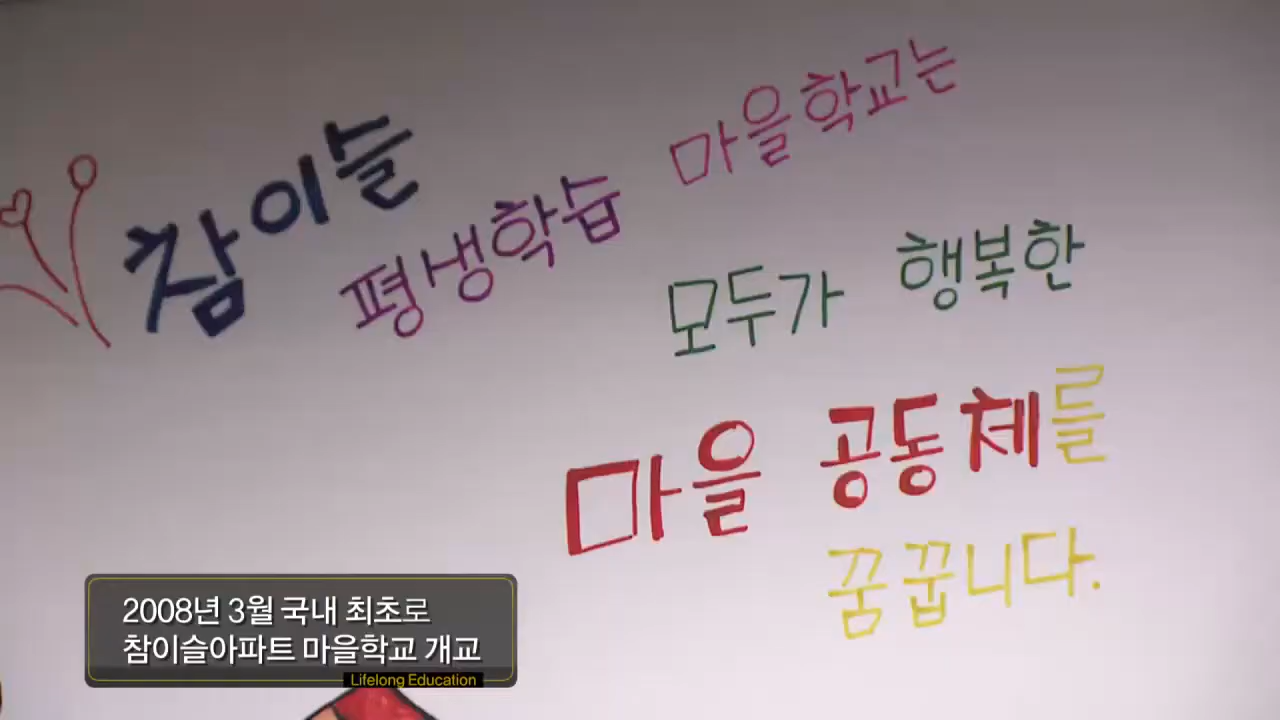 참이슬
평생학습 마을학교는
모두가 행복한
마을 공동체를
꿈꿉니다.
2008년 3월 국내 최초로
참이슬아파트 마을학교 개교
Lifelong Education